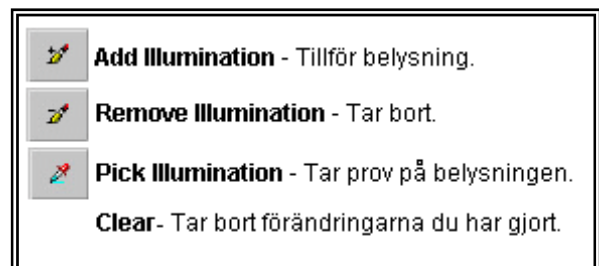 Add Illumination - Tillför belysning.
Remove Illumination - Tar bort.
Pick Illumination - Tar prov på belysningen.
Clear- Tar bort förändringarna du har gjort.